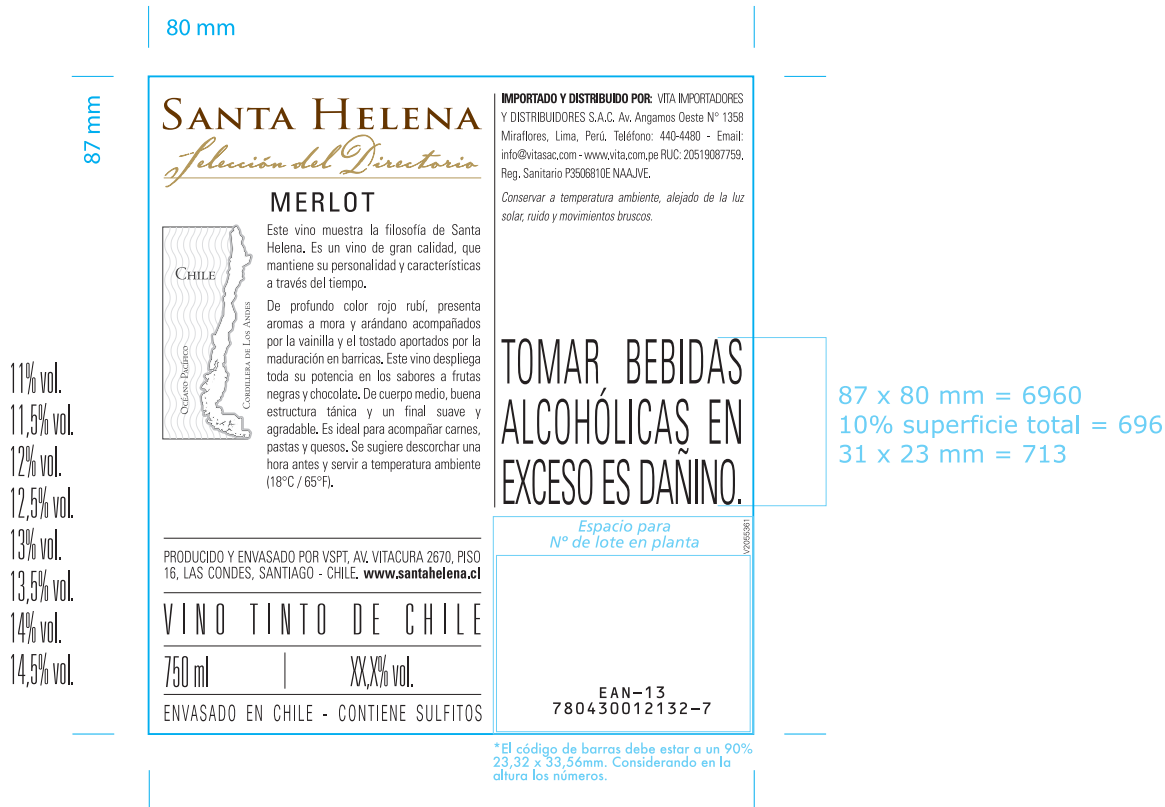 80 mm
87 mm
SANTA HELENA
Selección del Directorio
MERLOT
Este vino muestra la filosofía de Santa
Helena. Es un vino de gran calidad, que
mantiene su personalidad y características
a través del tiempo.
De profundo color rojo rubí, presenta
aromas a mora y arándano acompañados
por la vainilla y el tostado aportados por la
maduración en barricas. Este vino despliega
toda su potencia en los sabores a frutas
negras y chocolate. De cuerpo medio, buena
estructura tánica y un final suave y
agradable. Es ideal para acompañar carnes,
pastas y quesos. Se sugiere descorchar una
hora antes y servir a temperatura ambiente
(18°C / 65°F).
CHILE
OCÉANO PACÍFICO
CORDILLERA DE LOS ANDES
PRODUCIDO Y ENVASADO POR VSPT, AV. VITACURA 2670, PISO
16, LAS CONDES, SANTIAGO - CHILE. www.santahelena.cl
VINO TINTO DE CHILE
750 ml XX,X% vol.
ENVASADO EN CHILE - CONTIENE SULFITOS
IMPORTADO Y DISTRIBUIDO POR: VITA IMPORTADORES
Y DISTRIBUIDORES S.A.C. Av. Angamos Oeste N° 1358
Miraflores, Lima, Perú. Teléfono: 440-4480 - Email:
info@vitasac,com - www,vita,com,pe RUC: 20519087759.
Reg. Sanitario P3506810E NAAJVE.
Conservar a temperatura ambiente, alejado de la luz
solar, ruido y movimientos bruscos.
TOMAR BEBIDAS
ALCOHÓLICAS EN
EXCESO ES DAÑINO.
Espacio para
Nº de lote en planta
V2055361
EAN-13
780430012132-7
*El código de barras debe estar a un 90%
23,32 x 33,56mm. Considerando en la
altura los números.
11% vol.
11,5% vol.
12% vol.
12,5% vol.
13% vol.
13,5% vol.
14% vol.
14,5% vol.
87 x 80 mm = 6960
10% superficie total = 696
31 x 23 mm = 713